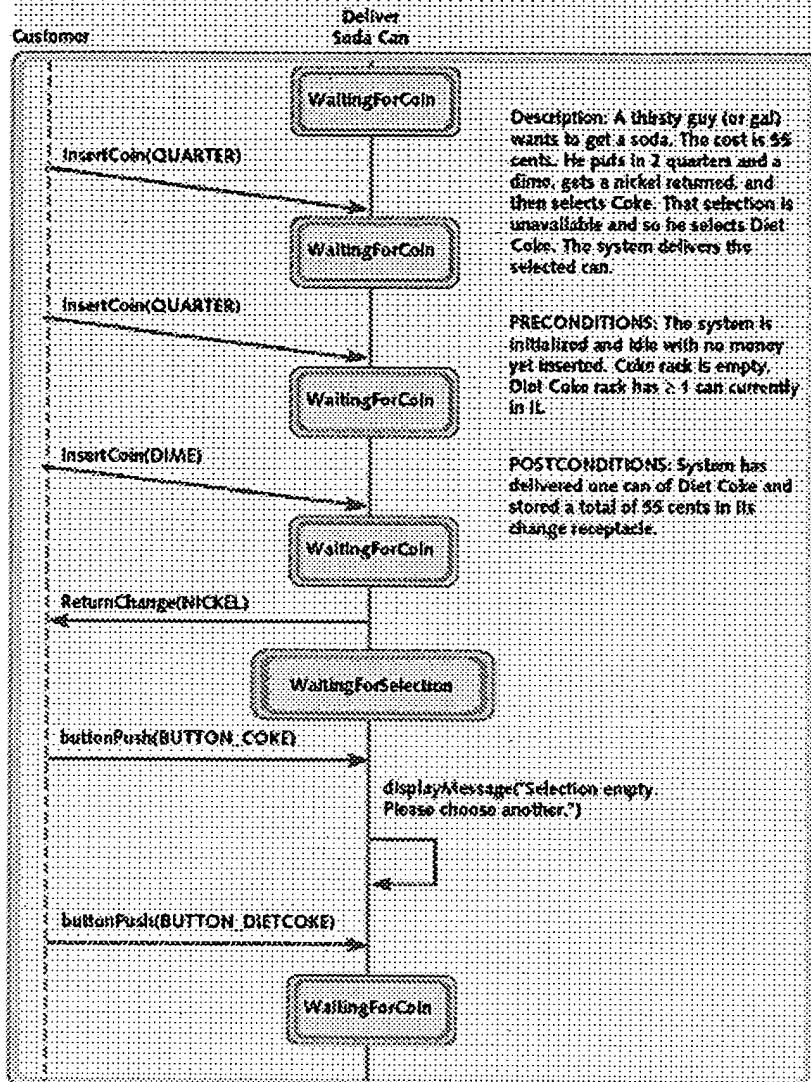 Deliver
Customer Soda Can
WaitingForCoin
Description: A thirsty guy (or gal)
wants to get a soda. The cost is 55
cents. He puts in 2 quarters and a
dime, gets a nickel returned, and
then selects Coke. That selection is
unavailable and so he selects Diet
Coke. The system delivers the
selected can.
InsertCoin(QUARTER)
WaitingForCoin
InsertCoin(QUARTER)
PRECONDITIONS: The system is
initialized and idle with no money
yet inserted. Coke rack is empty.
Diet Coke rack has ≥ 1 can currently
in it.
WaitingForCoin
InsertCoin(DIME)
POSTCONDITIONS: System has
delivered one can of Diet Coke and
stored a total of 55 cents in its
change receptacle.
WaitingForCoin
ReturnChange(NICKEL)
WaitingForSelection
buttonPush(BUTTON_COKE)
displayMessage("Selection empty.
Please choose another.")
buttonPush(BUTTON_DIETCOKE)
WaitingForCoin